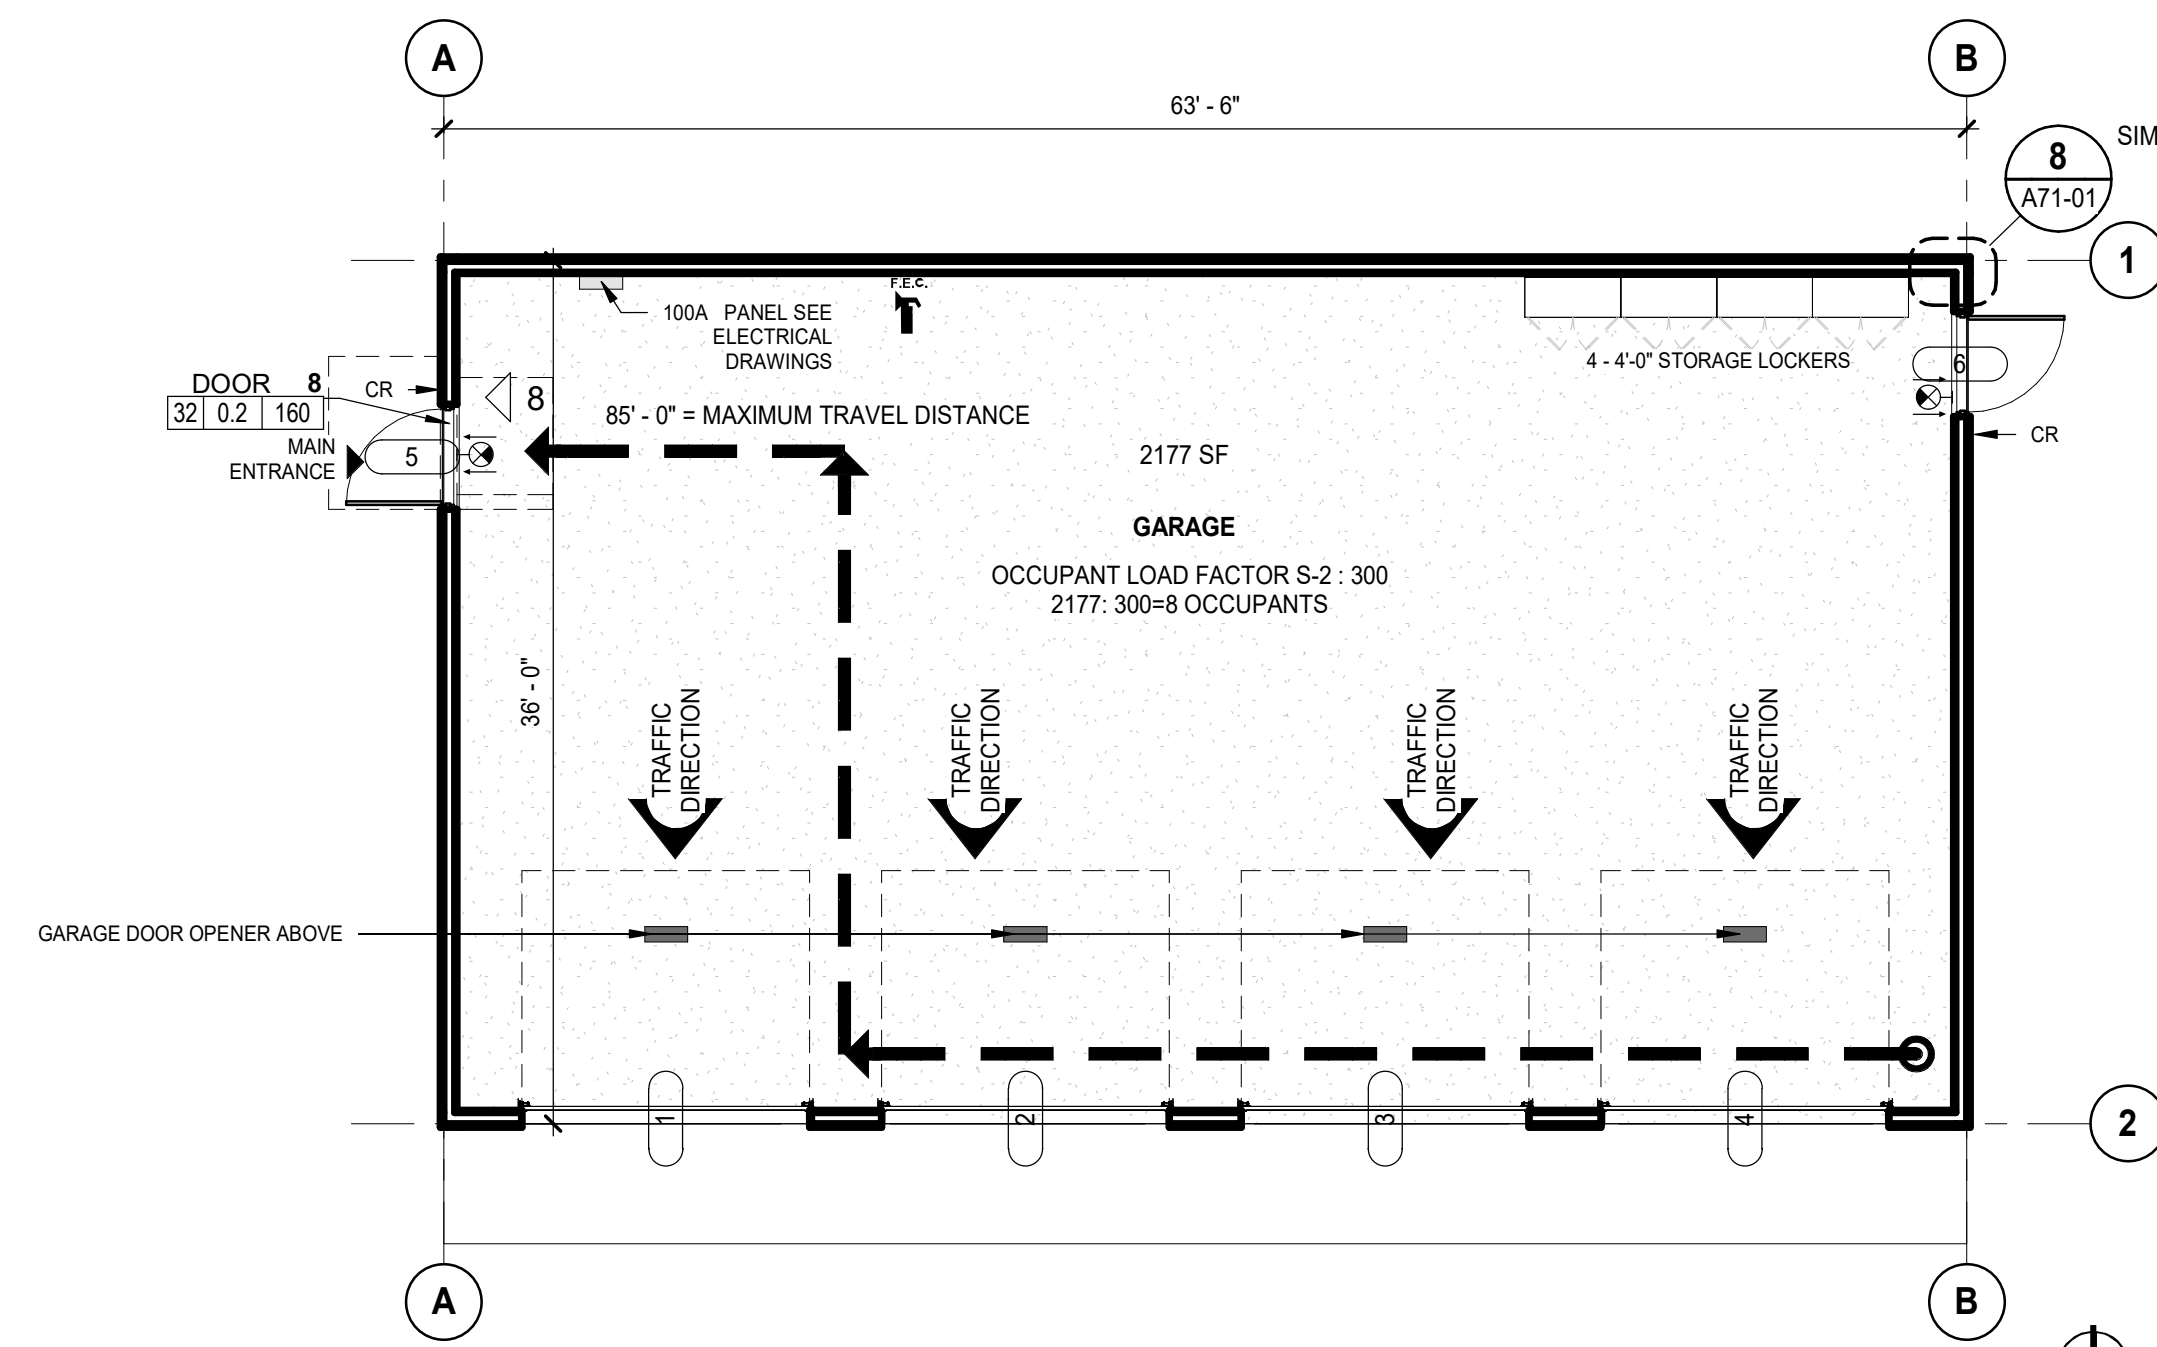 A
B
63' - 6"
SIM
8
A71-01
1
F.E.C.
100A PANEL SEE
ELECTRICAL
DRAWINGS
4 - 4'-0" STORAGE LOCKERS
6
DOOR 8
32 0.2 160
CR
8
85' - 0" = MAXIMUM TRAVEL DISTANCE
MAIN
ENTRANCE
5
2177 SF
CR
GARAGE
OCCUPANT LOAD FACTOR S-2 : 300
2177: 300=8 OCCUPANTS
36' - 0"
TRAFFIC
DIRECTION
TRAFFIC
DIRECTION
TRAFFIC
DIRECTION
TRAFFIC
DIRECTION
GARAGE DOOR OPENER ABOVE
1
2
3
4
2
A
B